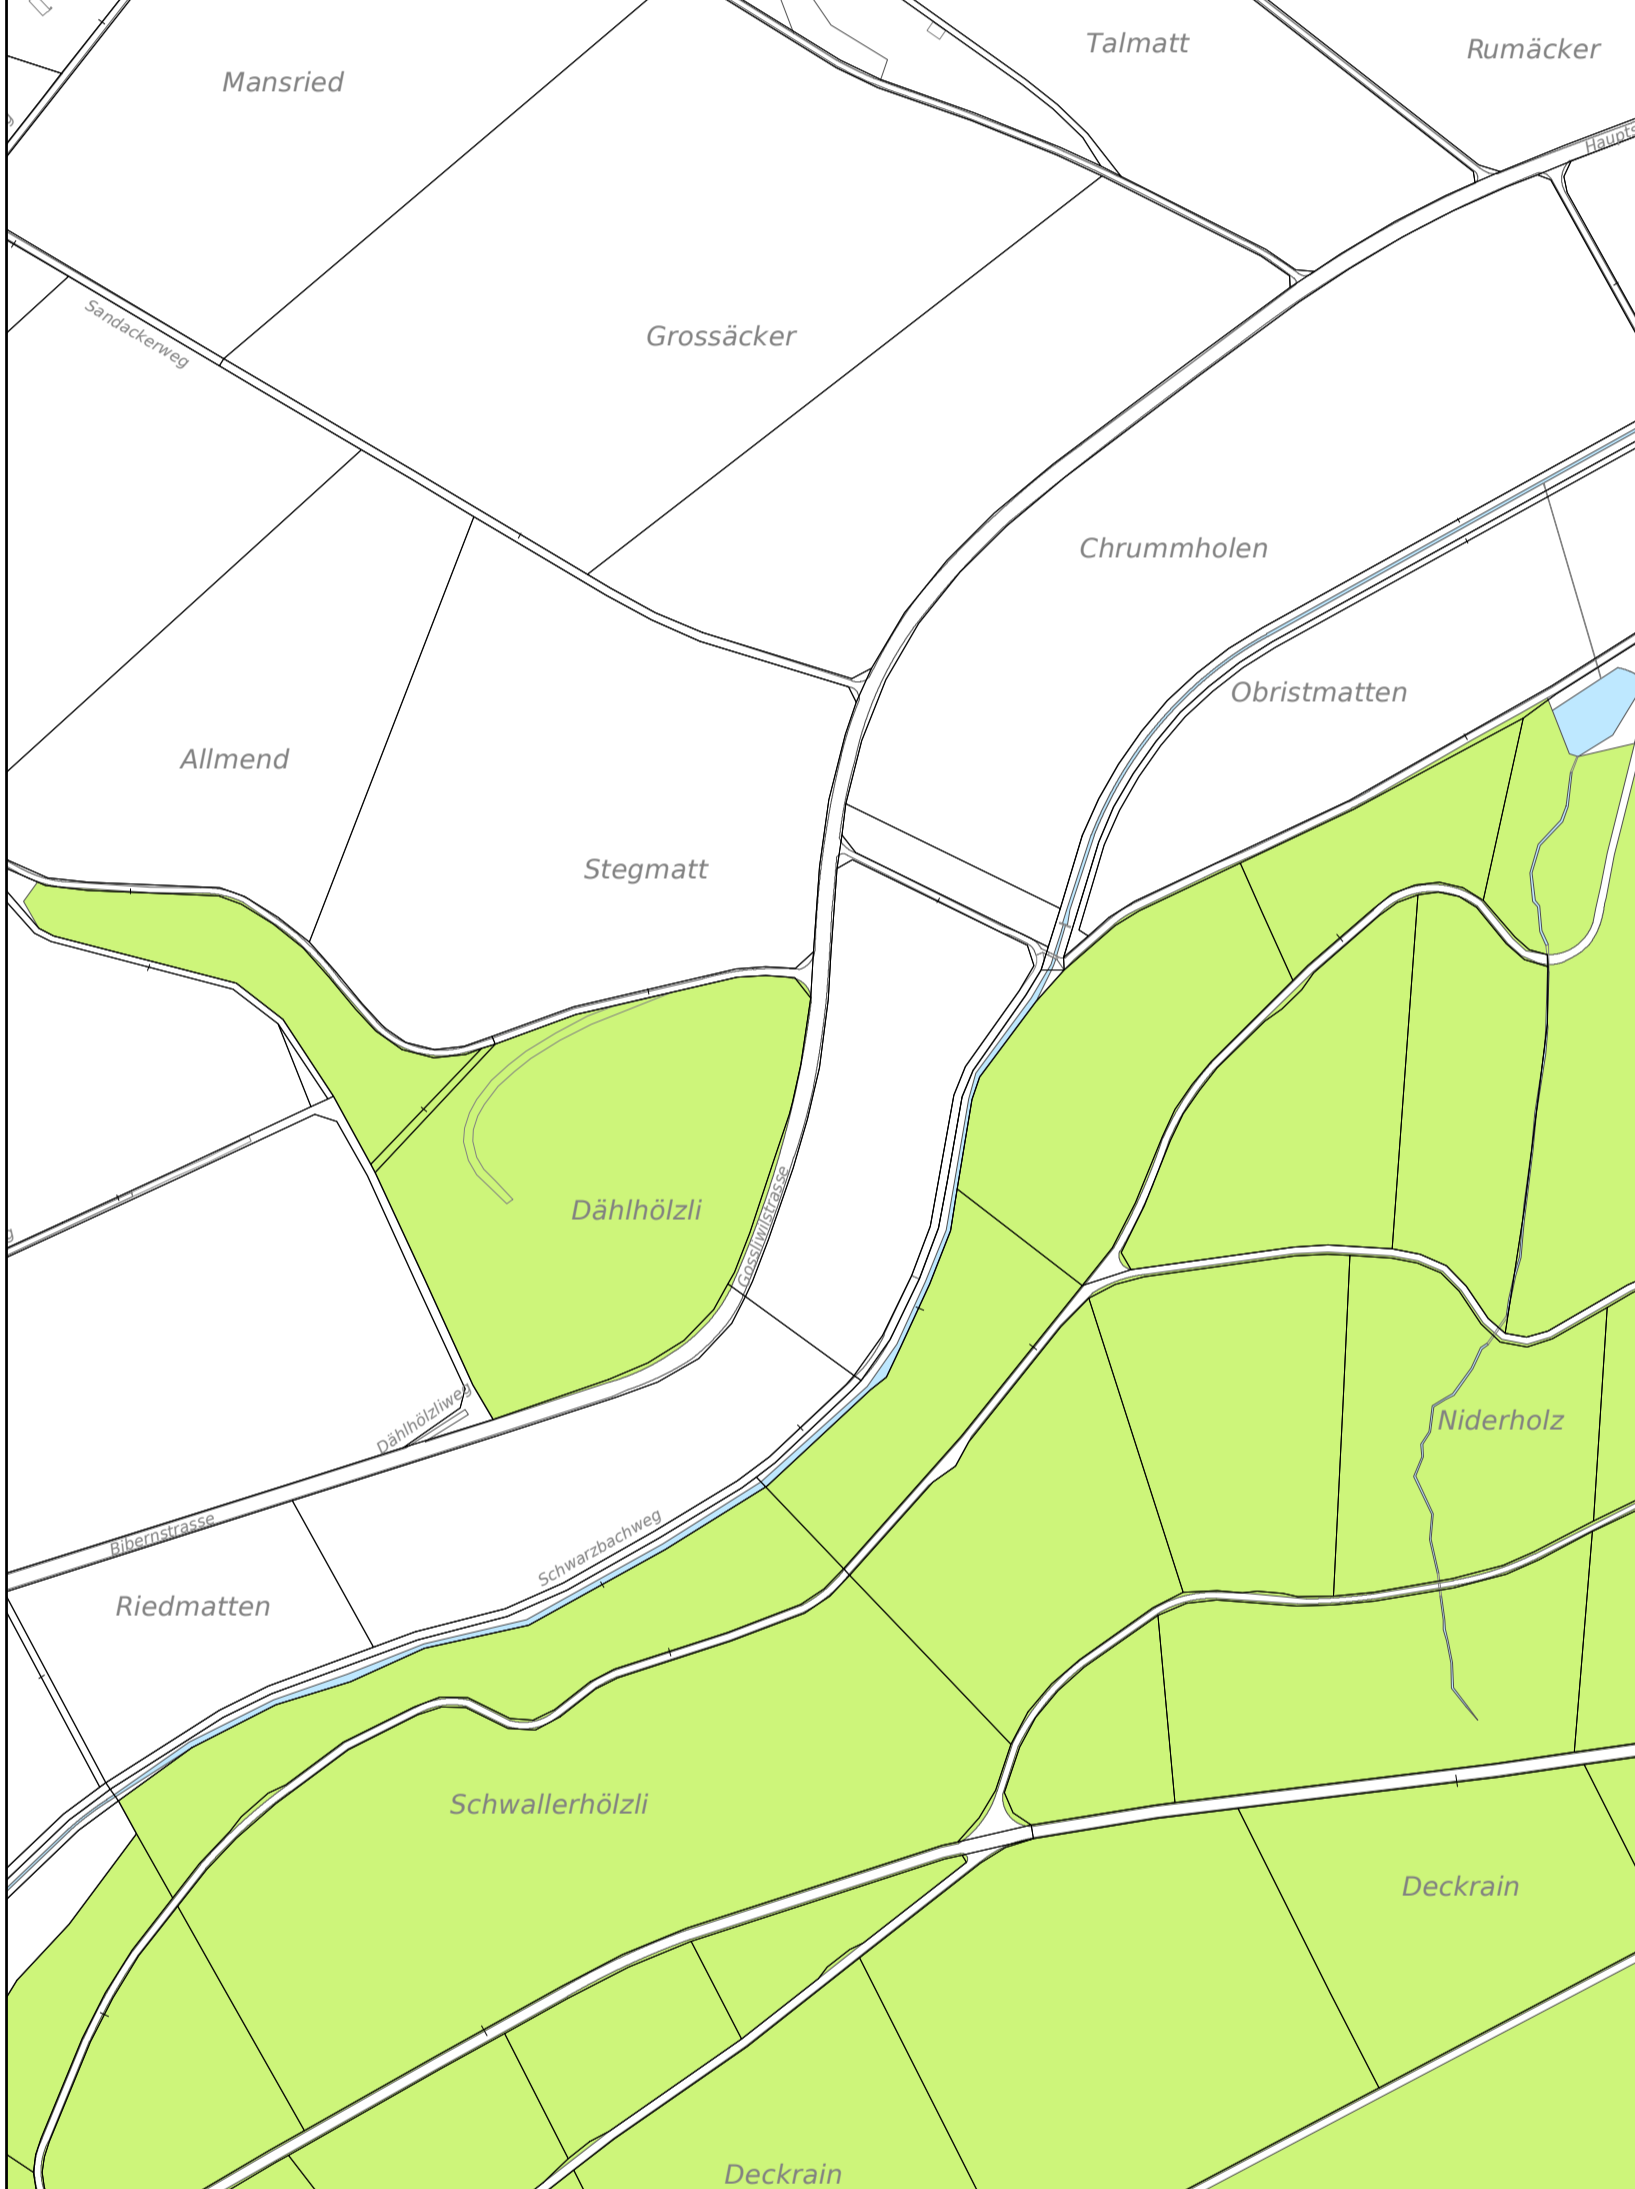 Talmatt
Rumäcker
Mansried
Haupts
Sandackerweg
Grossäcker
Chrummholen
Obristmatten
Allmend
Stegmatt
Dählhölzli
Gossliwilstrasse
Dählhölzliweg
Niderholz
Bibernstrasse
Schwarzbachweg
Riedmatten
Schwallerhölzli
Deckrain
Deckrain